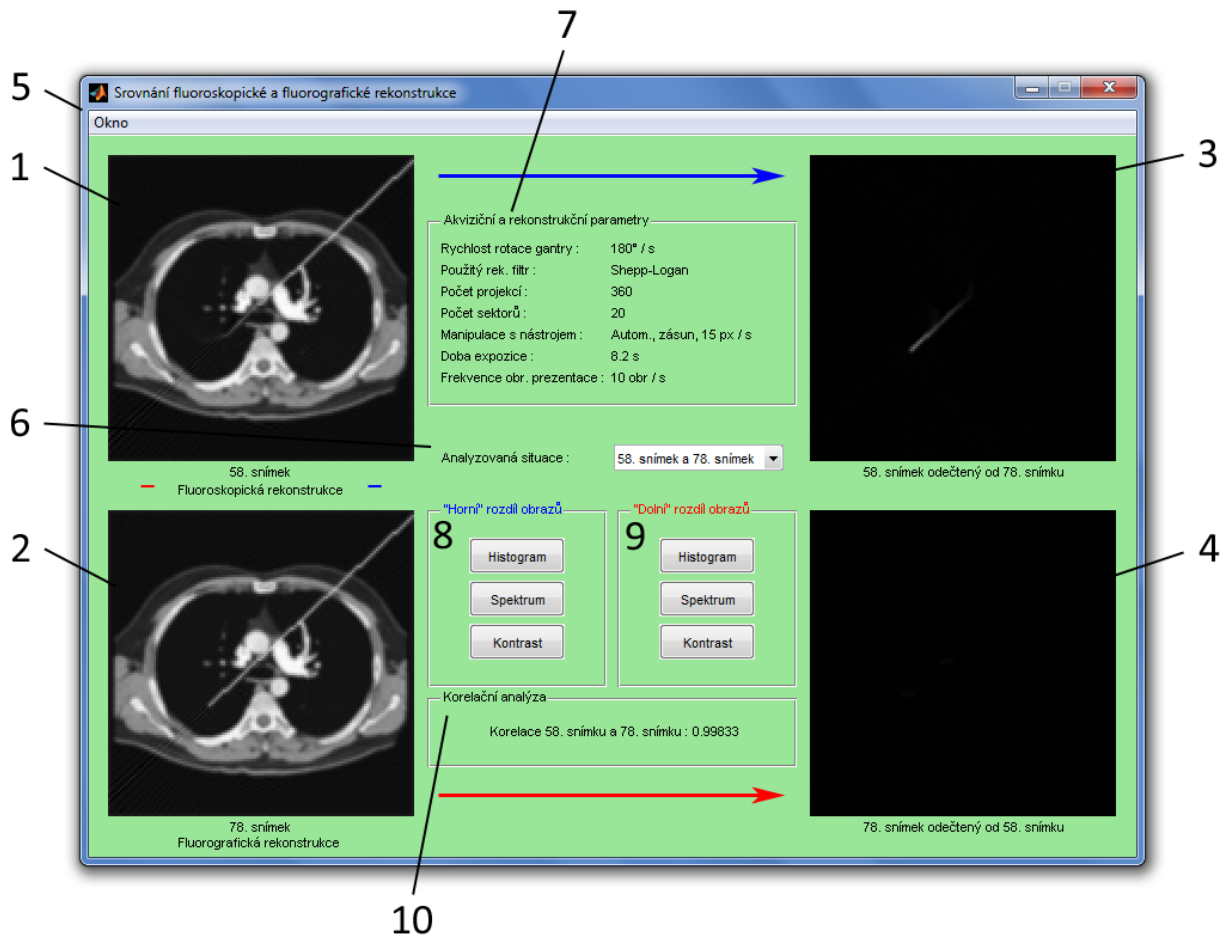 7
5
Srovnání fluoroskopické a fluorografické rekonstrukce
Okno
1
3
Akviziční a rekonstrukční parametry
Rychlost rotace gantry : 180° / s
Použitý rek. filtr : Shepp-Logan
Počet projekcí : 360
Počet sektorů : 20
Manipulace s nástrojem : Autom., zásun, 15 px / s
Doba expozice : 8.2 s
Frekvence obr. prezentace : 10 obr / s
6
Analyzovaná situace : 58. snímek a 78. snímek
58. snímek
Fluoroskopická rekonstrukce
58. snímek odečtený od 78. snímku
"Horní" rozdíl obrazů
"Dolní" rozdíl obrazů
2
8
9
4
Histogram
Histogram
Spektrum
Spektrum
Kontrast
Kontrast
Korelační analýza
Korelace 58. snímku a 78. snímku : 0.99833
78. snímek
Fluorografická rekonstrukce
78. snímek odečtený od 58. snímku
10